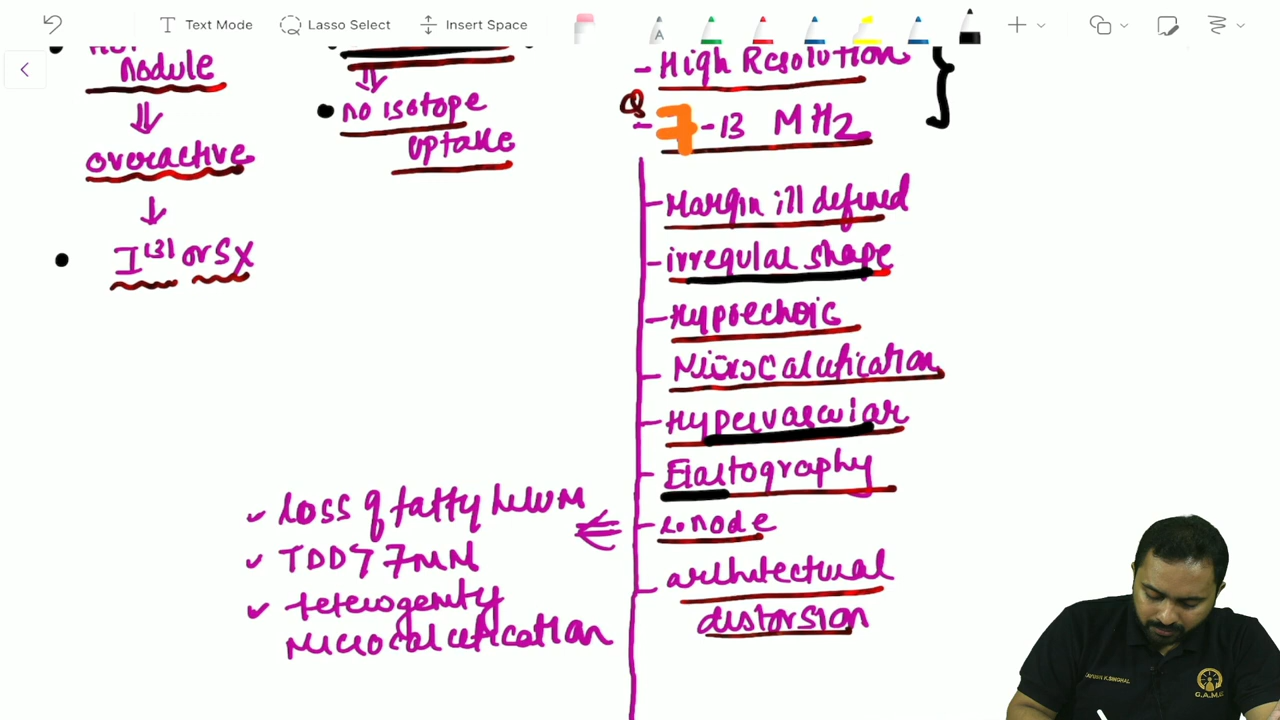 Text Mode
Lasso Select
Insert Space
A
nodule
overactive
I131 or Sx
no isotope
uptake
High Resolution
Q
7-13 MHz
Margin ill defined
irregular shape
Hypoechoic
Microcalcification
Hypervascular
Elastography
LN node
architectural
distorsion
Loss of fatty hilum
TDD > 7mm
Heterogenity
Microcalcification
G.A.M.S